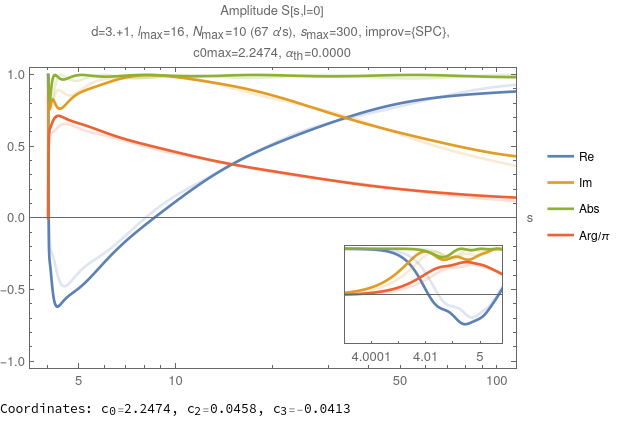 Amplitude S[s,l=0]
d=3.+1, lmax=16, Nmax=10 (67 α's), smax=300, improv={SPC},
c0max=2.2474, αth=0.0000
1.0
0.5
0.0
−0.5
−1.0
5
10
50
100
s
4.0001
4.01
5
Re
Im
Abs
Arg/π
Coordinates: c0=2.2474, c2=0.0458, c3=−0.0413